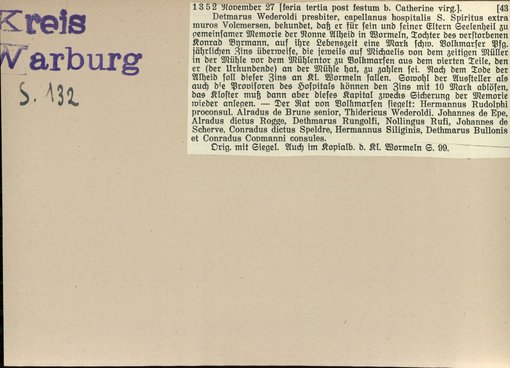 Kreis
Warburg
S. 132
1352 November 27 [feria tertia post festum b. Catherine virg.]. [43
Detmarus Wederoldi presbiter, capellanus hospitalis S. Spiritus extra
muros Volcmersen, bekundet, daß er für sein und seiner Eltern Seelenheil zu
gemeinsamer Memorie der Nonne Alheid in Wormeln, Tochter des verstorbenen
Konrad Byrmann, auf ihre Lebenszeit eine Mark schw. Volkmarser Pfg.
jährlichen Zins überweise, die jeweils auf Michaelis von dem zeitigen Müller
in der Mühle vor dem Mühlentor zu Volkmarsen aus dem vierten Teile, den
er (der Urkundende) an der Mühle hat, zu zahlen sei. Nach dem Tode der
Alheid soll dieser Zins an Kl. Wormeln fallen. Sowohl der Aussteller als
auch die Provisoren des Hospitals können den Zins mit 10 Mark ablösen,
das Kloster muß dann aber dieses Kapital zwecks Sicherung der Memorie
wieder anlegen. — Der Rat von Volkmarsen siegelt: Hermannus Rudolphi
proconsul, Alradus de Brune senior, Thidericus Wederoldi, Johannes de Epe,
Alradus dictus Rogge, Dethmarus Rungolfi, Nollingus Rufi, Johannes de
Scherve, Conradus dictus Speldre, Hermannus Siliginis, Dethmarus Bullonis
et Conradus Copmanni consules.
Orig. mit Siegel. Auch im Kopialb. d. Kl. Wormeln S. 99.